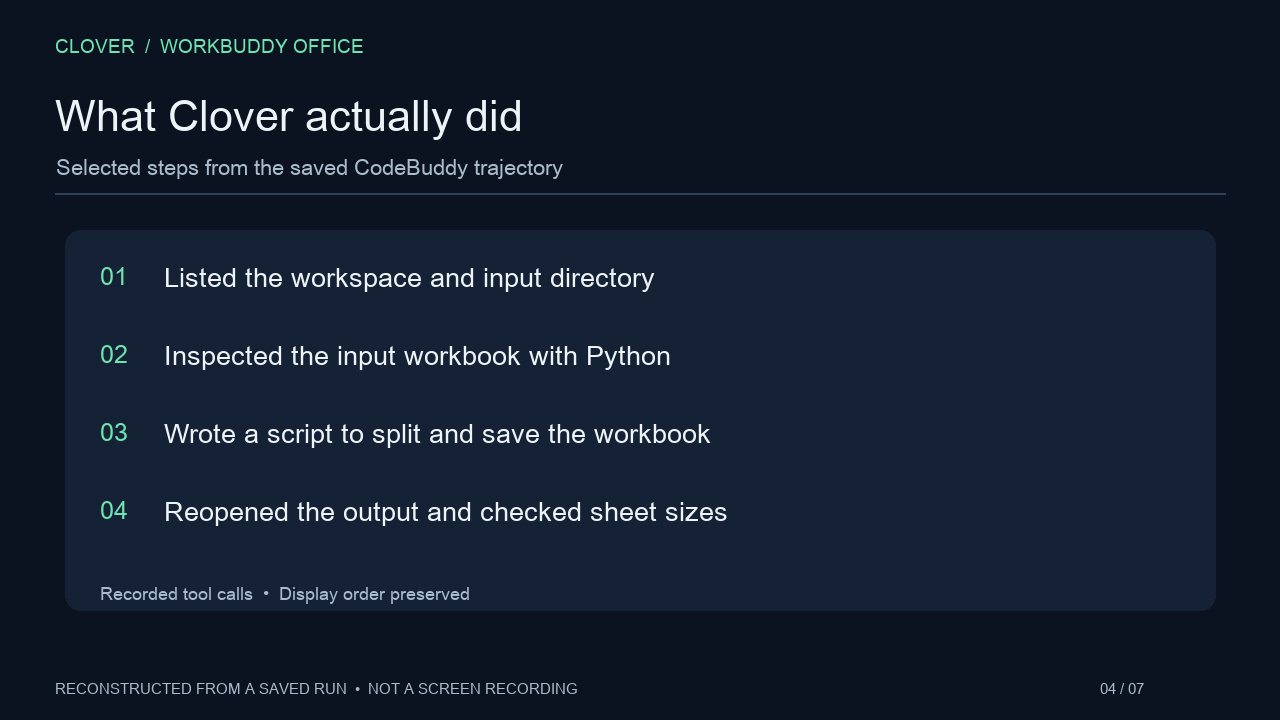 CLOVER / WORKBUDDY OFFICE
What Clover actually did
Selected steps from the saved CodeBuddy trajectory
01 Listed the workspace and input directory
02 Inspected the input workbook with Python
03 Wrote a script to split and save the workbook
04 Reopened the output and checked sheet sizes
Recorded tool calls • Display order preserved
RECONSTRUCTED FROM A SAVED RUN • NOT A SCREEN RECORDING 04 / 07